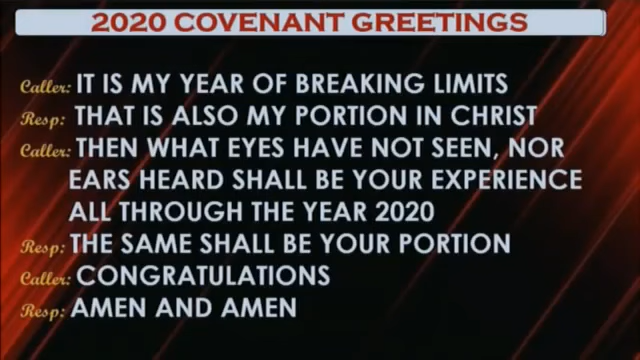 2020 COVENANT GREETINGS
Caller: IT IS MY YEAR OF BREAKING LIMITS
Resp: THAT IS ALSO MY PORTION IN CHRIST
Caller: THEN WHAT EYES HAVE NOT SEEN, NOR
EARS HEARD SHALL BE YOUR EXPERIENCE
ALL THROUGH THE YEAR 2020
Resp: THE SAME SHALL BE YOUR PORTION
Caller: CONGRATULATIONS
Resp: AMEN AND AMEN